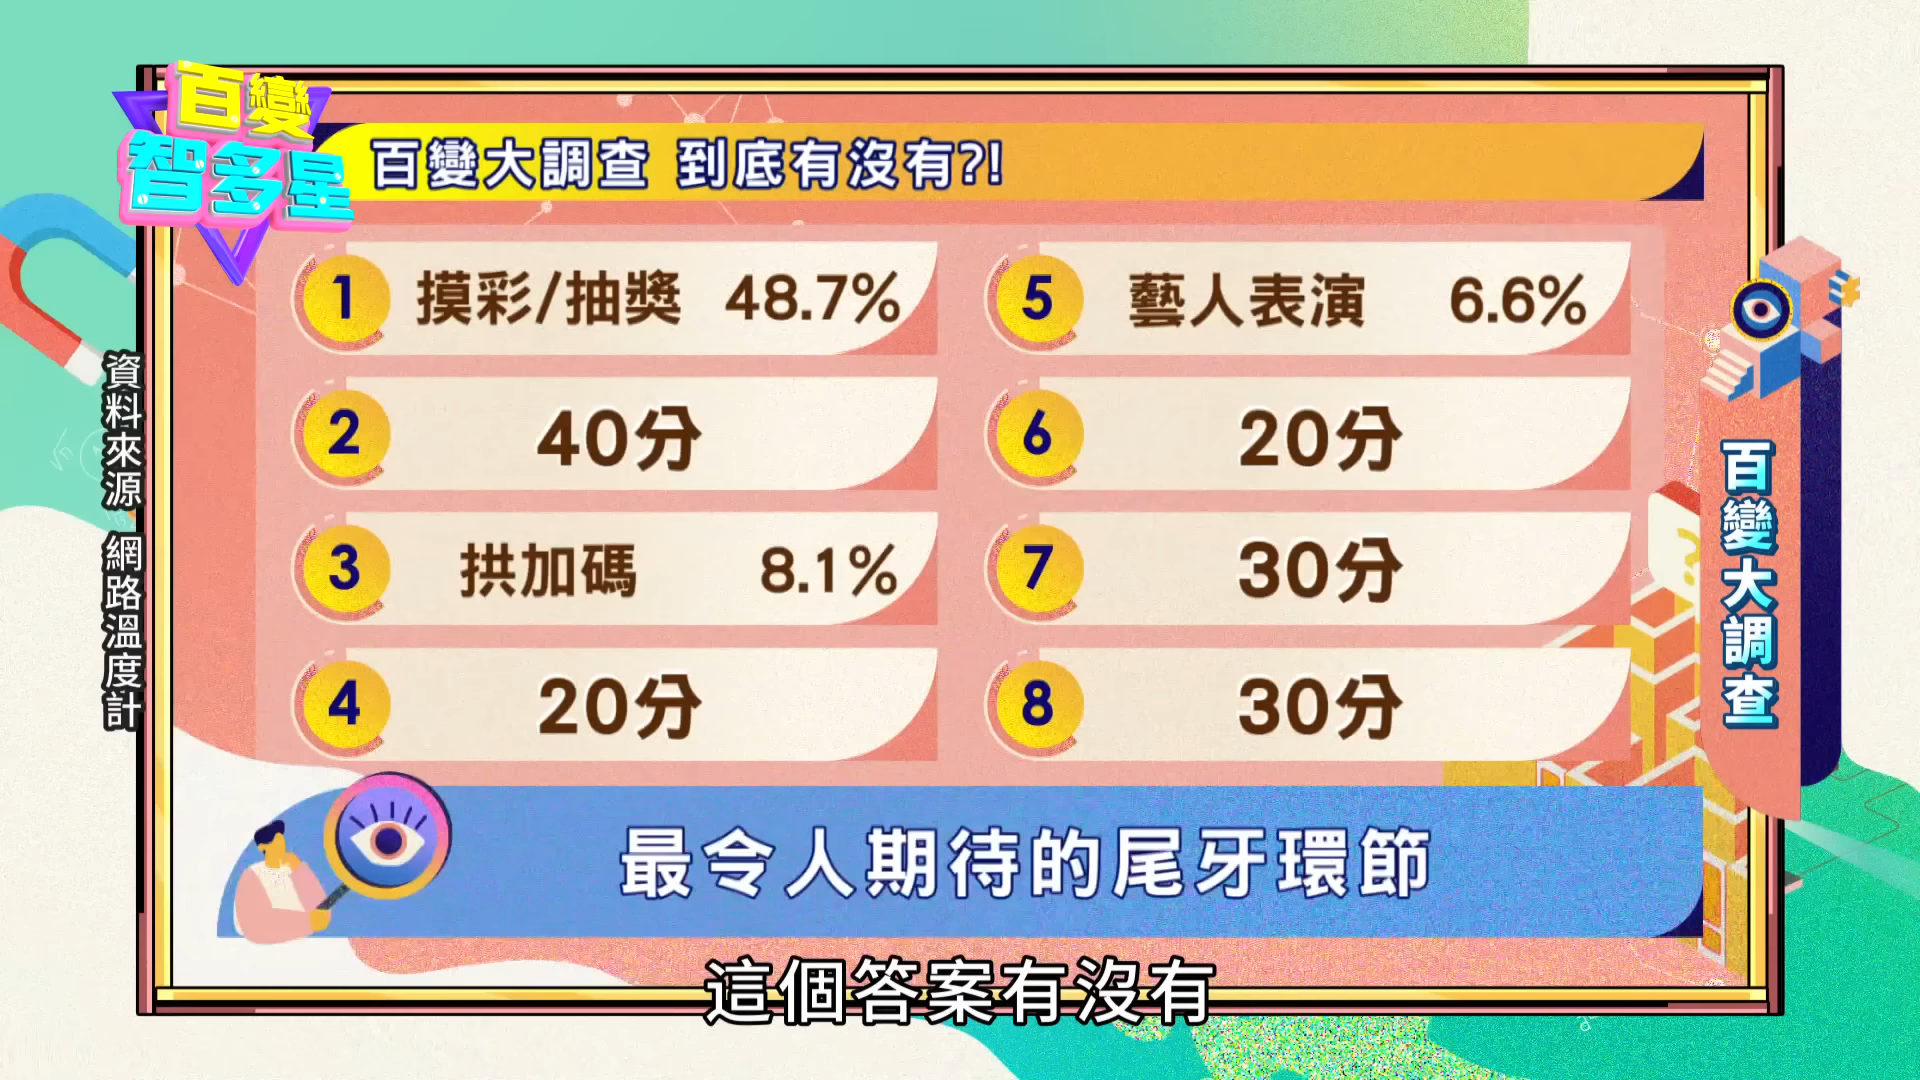 百變
智多星
百變大調查 到底有沒有?!
1 摸彩/抽獎 48.7%
2 40分
3 拱加碼 8.1%
4 20分
5 藝人表演 6.6%
6 20分
7 30分
8 30分
最令人期待的尾牙環節
這個答案有沒有
資料來源 網路溫度計
百變大調查